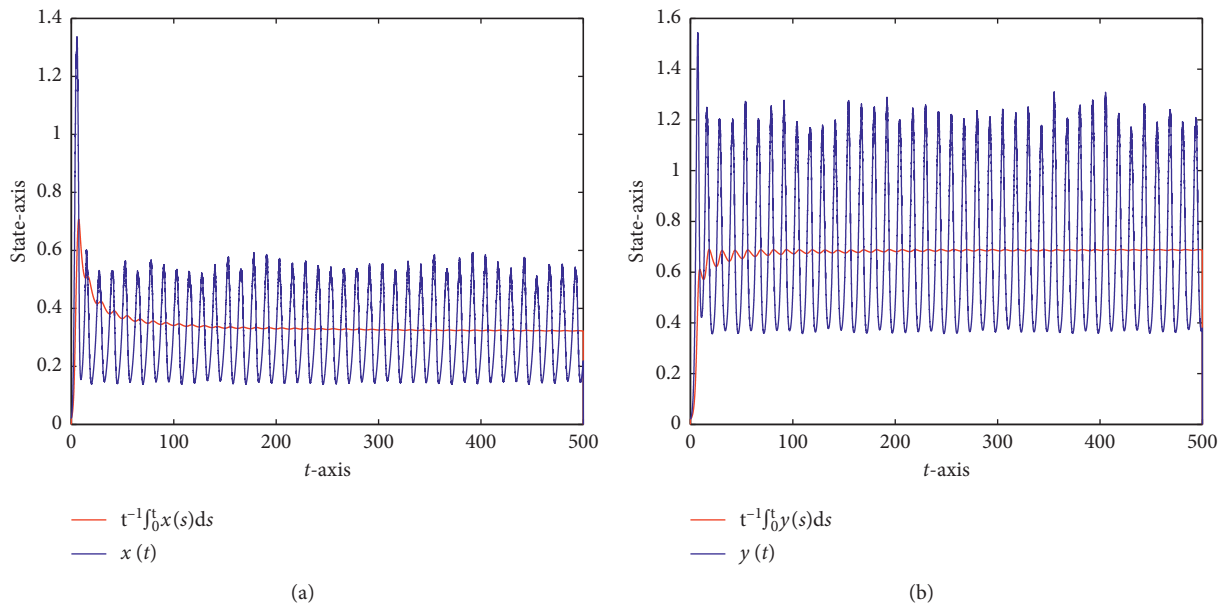 1.4
1.2
1
0.8
0.6
0.4
0.2
0
State-axis
0 100 200 300 400 500
t-axis
t⁻¹∫₀ᵗx(s)ds
x (t)
(a)
1.6
1.4
1.2
1
0.8
0.6
0.4
0.2
0
State-axis
0 100 200 300 400 500
t-axis
t⁻¹∫₀ᵗy(s)ds
y (t)
(b)